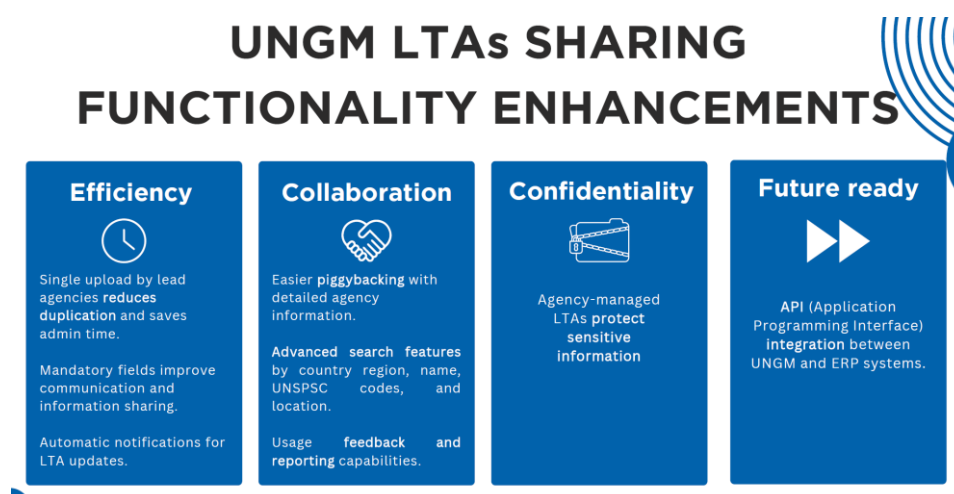 UNGM LTAs SHARING
FUNCTIONALITY ENHANCEMENTS
Efficiency
Single upload by lead
agencies reduces
duplication and saves
admin time.
Mandatory fields improve
communication and
information sharing.
Automatic notifications for
LTA updates.
Collaboration
Easier piggybacking with
detailed agency
information.
Advanced search features
by country region, name,
UNSPSC codes, and
location.
Usage feedback and
reporting capabilities.
Confidentiality
Agency-managed
LTAs protect
sensitive
information
Future ready
API (Application
Programming Interface)
integration between
UNGM and ERP systems.